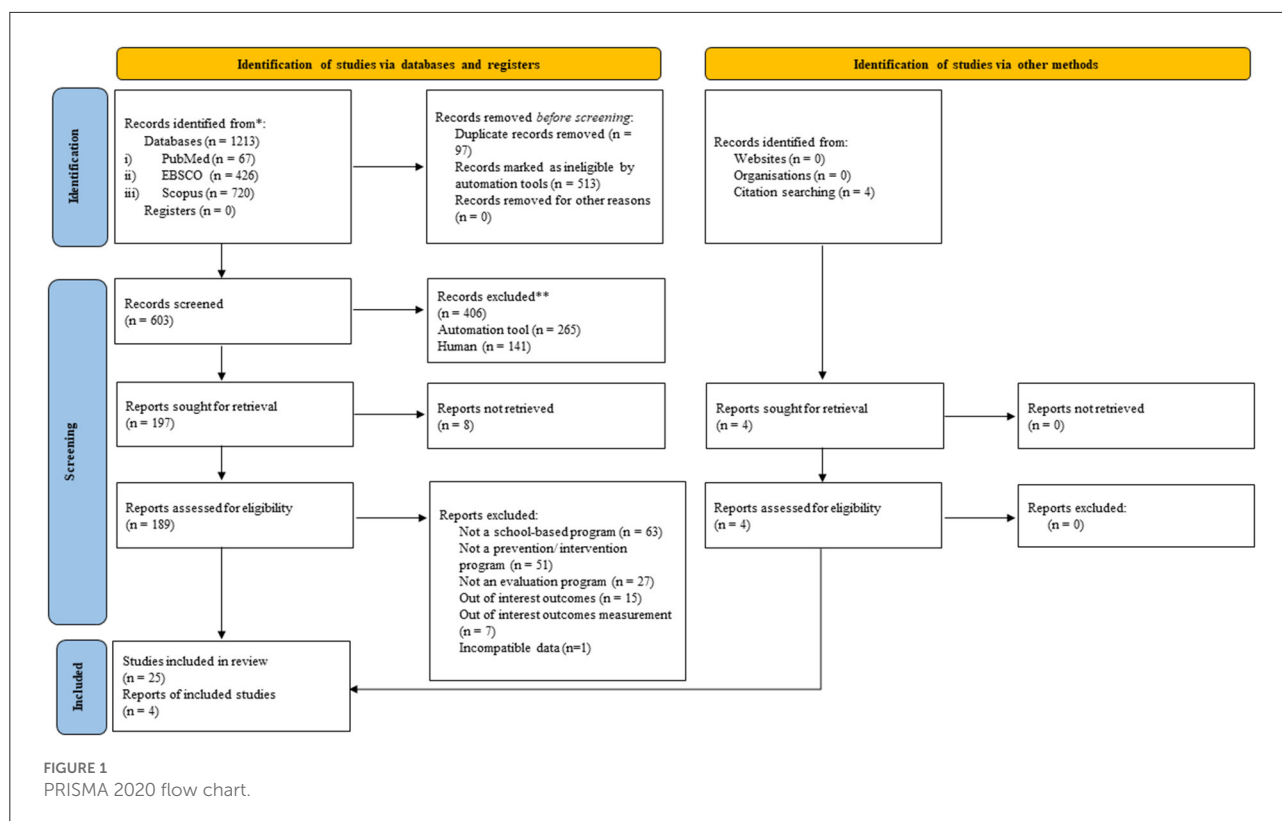 Identification of studies via databases and registers
Identification of studies via other methods
Identification
Records identified from*:
Databases (n = 1213)
i) PubMed (n = 67)
ii) EBSCO (n = 426)
iii) Scopus (n = 720)
Registers (n = 0)
Records removed before screening:
Duplicate records removed (n =
97)
Records marked as ineligible by
automation tools (n = 513)
Records removed for other reasons
(n = 0)
Records identified from:
Websites (n = 0)
Organisations (n = 0)
Citation searching (n = 4)
Screening
Records screened
(n = 603)
Records excluded**
(n = 406)
Automation tool (n = 265)
Human (n = 141)
Reports sought for retrieval
(n = 197)
Reports not retrieved
(n = 8)
Reports sought for retrieval
(n = 4)
Reports not retrieved
(n = 0)
Reports assessed for eligibility
(n = 189)
Reports excluded:
Not a school-based program (n = 63)
Not a prevention/ intervention
program (n = 51)
Not an evaluation program (n = 27)
Out of interest outcomes (n = 15)
Out of interest outcomes measurement
(n = 7)
Incompatible data (n=1)
Reports assessed for eligibility
(n = 4)
Reports excluded:
(n = 0)
Included
Studies included in review
(n = 25)
Reports of included studies
(n = 4)
FIGURE 1
PRISMA 2020 flow chart.